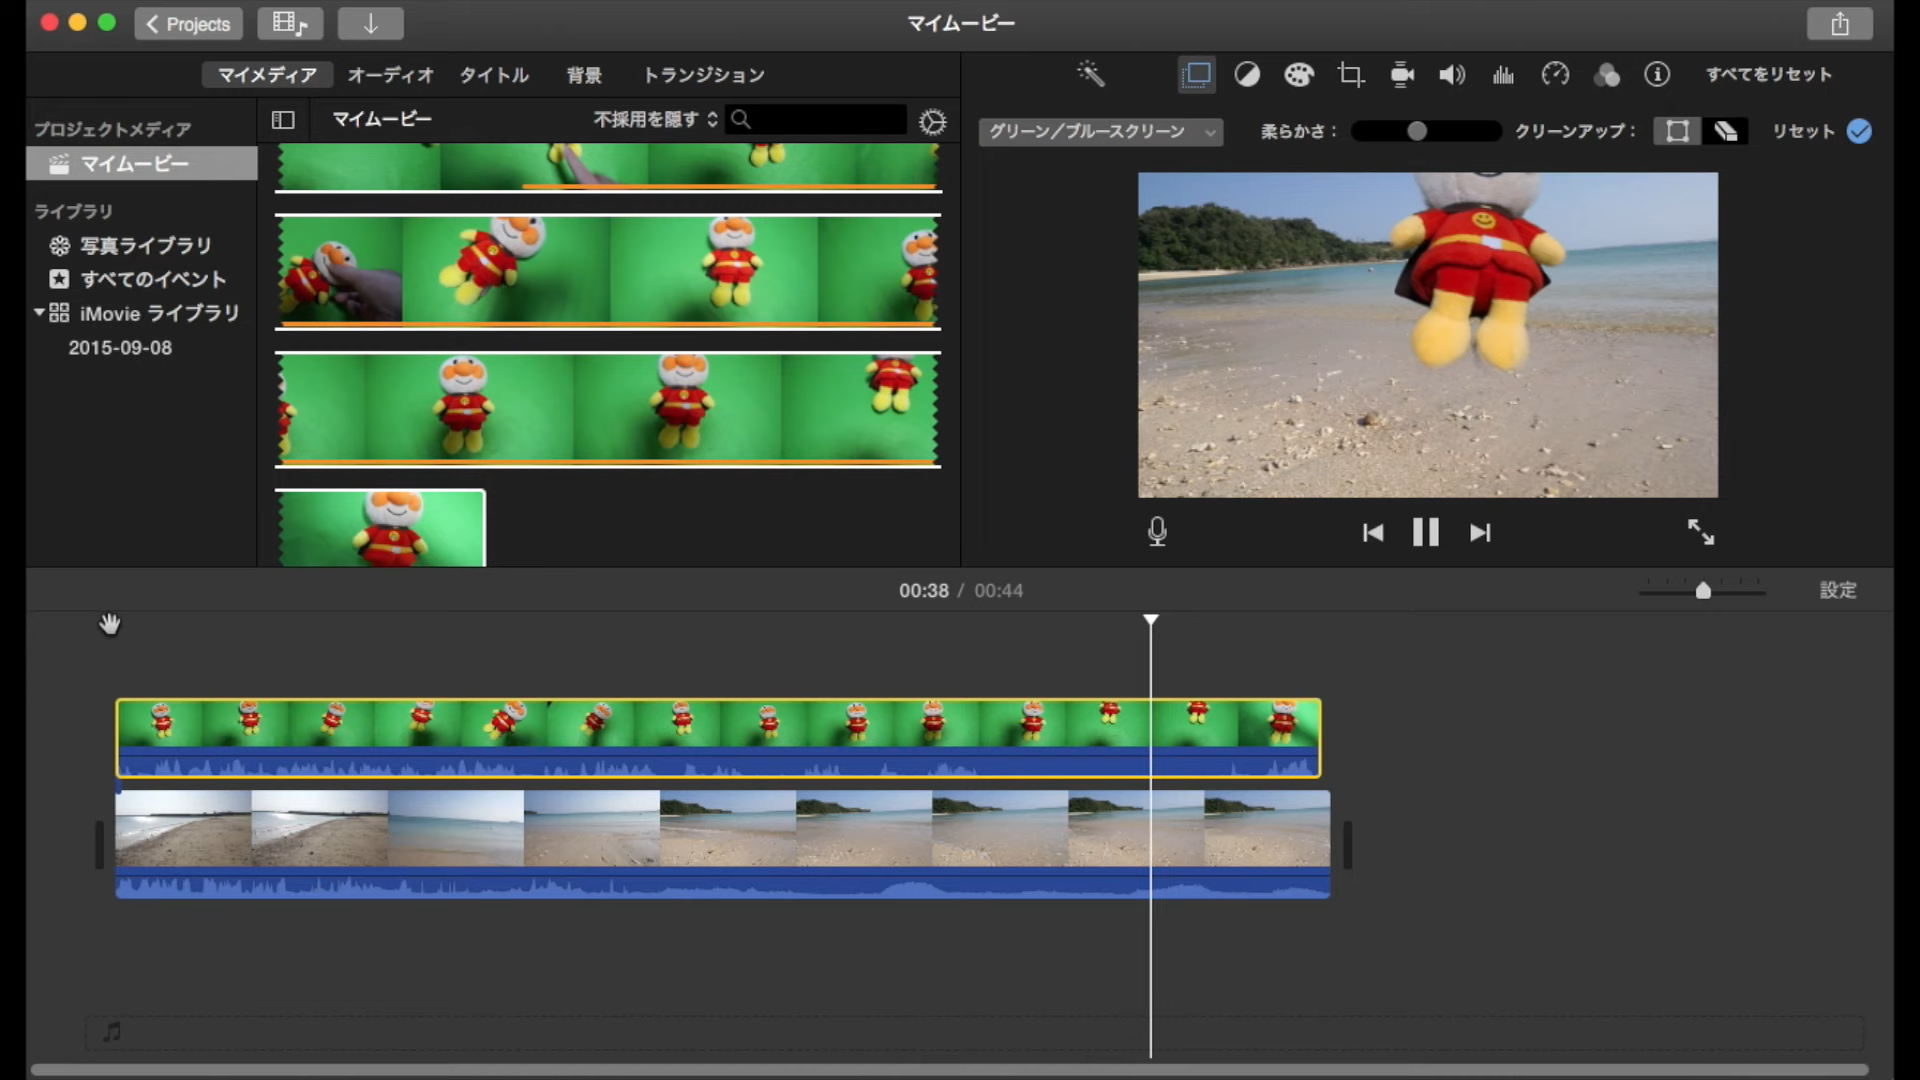 Projects
マイムービー
マイメディア
オーディオ
タイトル
背景
トランジション
すべてをリセット
プロジェクトメディア
マイムービー
マイムービー
不採用を隠す
グリーン／ブルースクリーン
柔らかさ：
クリーンアップ：
リセット
ライブラリ
写真ライブラリ
すべてのイベント
iMovie ライブラリ
2015-09-08
00:38 / 00:44
設定